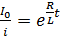 I₀/i = e^(R/L t)